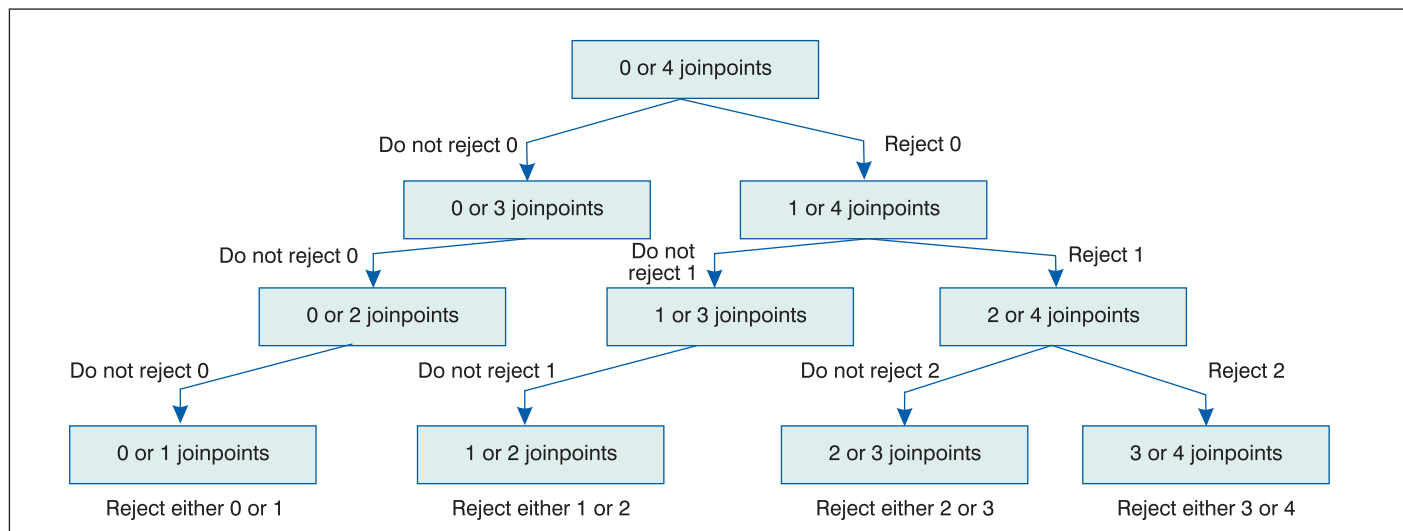 0 or 4 joinpoints
Do not reject 0
Reject 0
0 or 3 joinpoints
1 or 4 joinpoints
Do not reject 0
Do not
reject 1
Reject 1
0 or 2 joinpoints
1 or 3 joinpoints
2 or 4 joinpoints
Do not reject 0
Do not reject 1
Do not reject 2
Reject 2
0 or 1 joinpoints
1 or 2 joinpoints
2 or 3 joinpoints
3 or 4 joinpoints
Reject either 0 or 1
Reject either 1 or 2
Reject either 2 or 3
Reject either 3 or 4